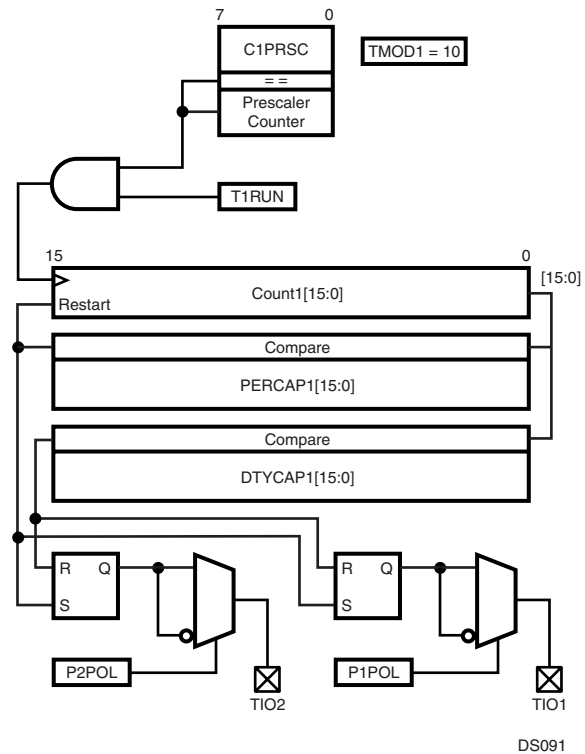 7 0
C1PRSC
TMOD1 = 10
= =
Prescaler
Counter
T1RUN
15 0
[15:0]
Count1[15:0]
Restart
Compare
PERCAP1[15:0]
Compare
DTYCAP1[15:0]
R Q R Q
S S
P2POL P1POL
TIO2 TIO1
DS091